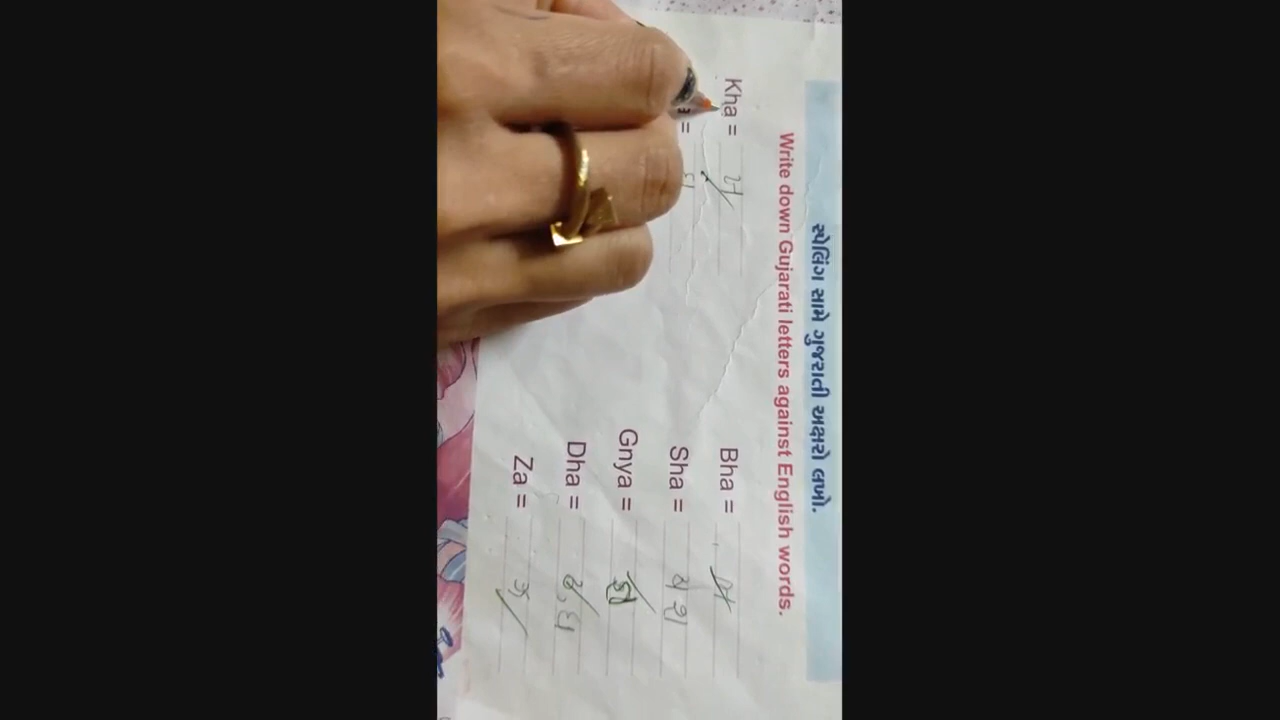 સ્પેલિંગ સામે ગુજરાતી અક્ષરો લખો.
Write down Gujarati letters against English words.
Kha = ખ
Bha = ભ
Sha = ષ શ
Gnya = જ્ઞ
Dha = ઢ, ધ
Za = ઝ